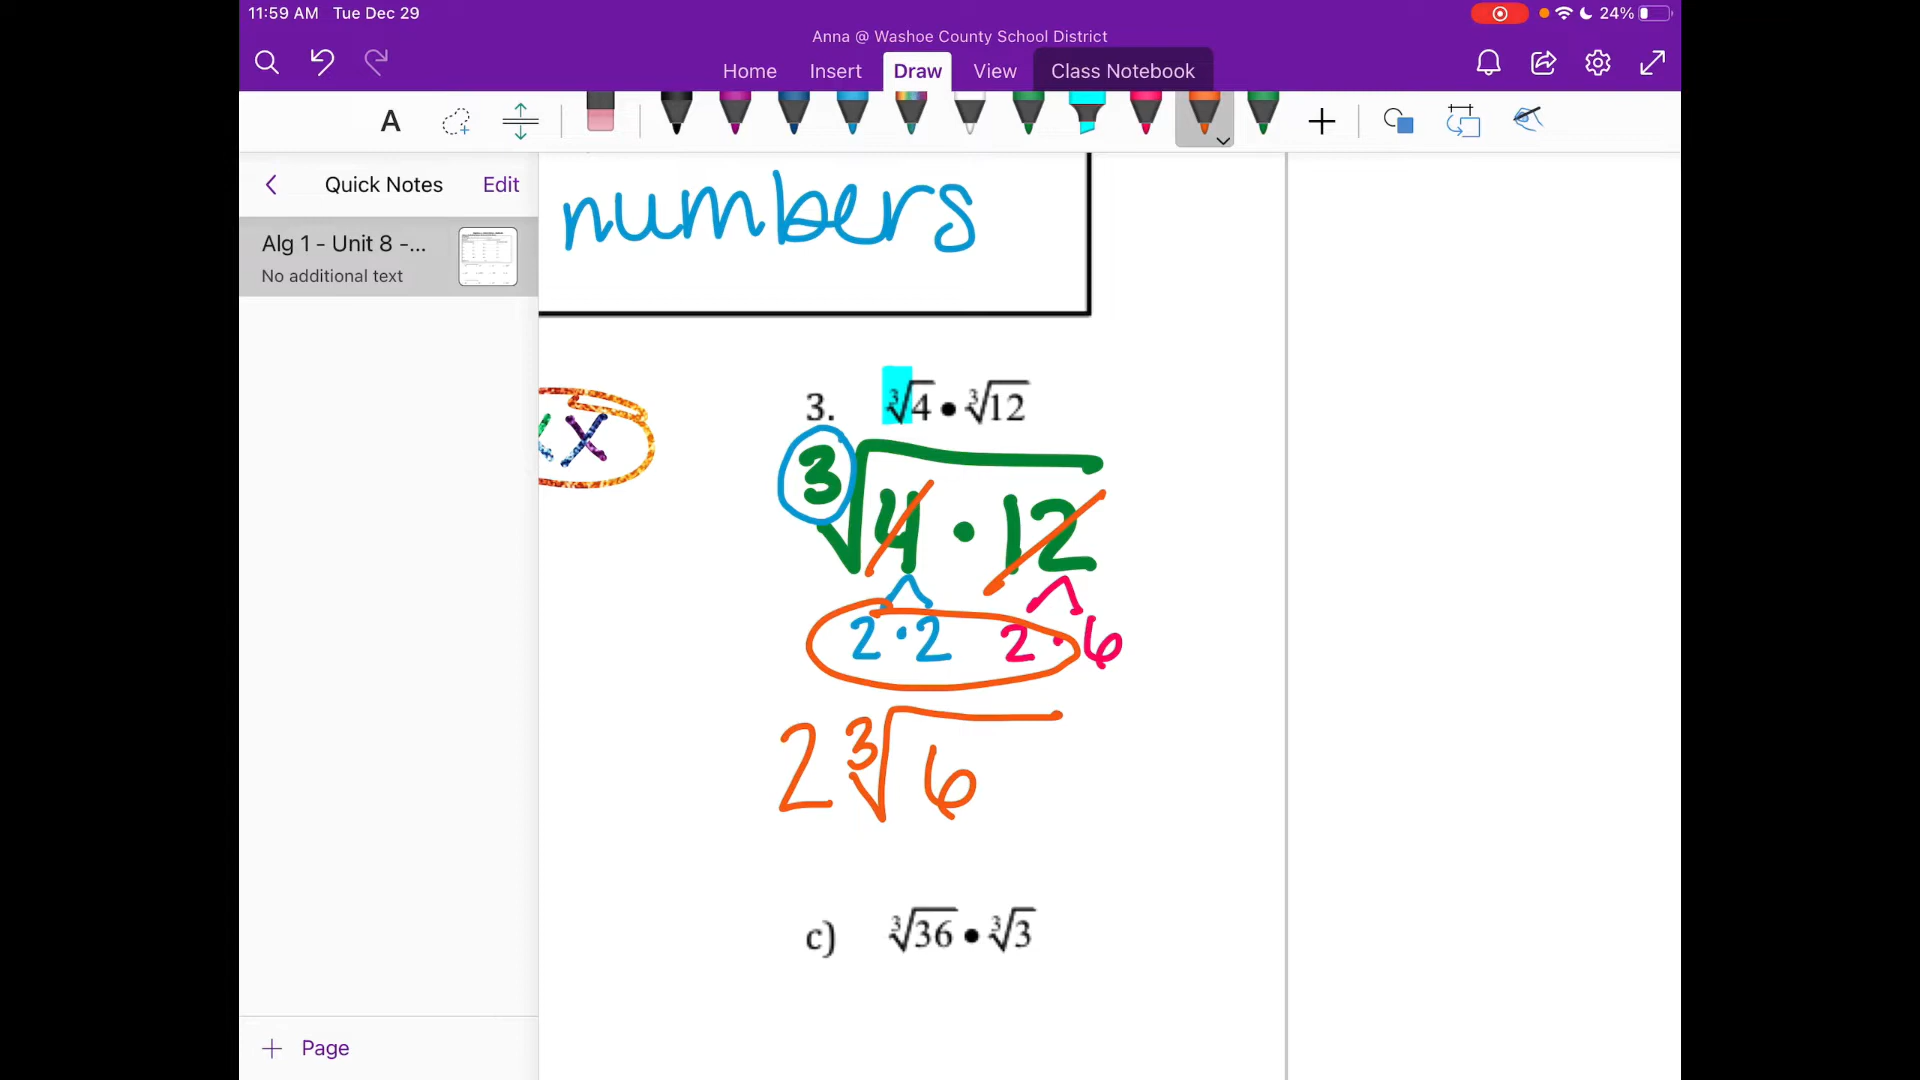 11:59 AM Tue Dec 29
24%
Anna @ Washoe County School District
Home Insert Draw View Class Notebook
A
Quick Notes Edit
Alg 1 - Unit 8 -...
No additional text
numbers
x
3. ∛4 • ∛12
∛4 · 12
2 · 2 2 · 6
2 ∛6
c) ∛36 • ∛3
+ Page